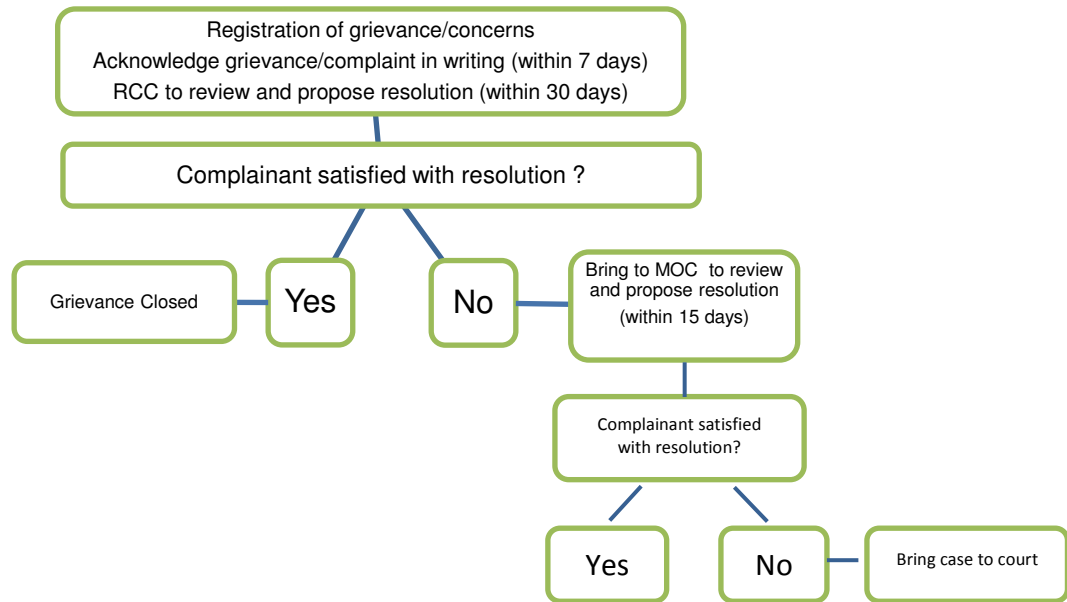 Registration of grievance/concerns
Acknowledge grievance/complaint in writing (within 7 days)
RCC to review and propose resolution (within 30 days)
Complainant satisfied with resolution ?
Grievance Closed
Yes
No
Bring to MOC to review
and propose resolution
(within 15 days)
Complainant satisfied
with resolution?
Yes
No
Bring case to court